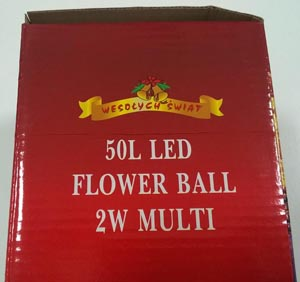 WESOŁYCH ŚWIĄT
50L LED
FLOWER BALL
2W MULTI